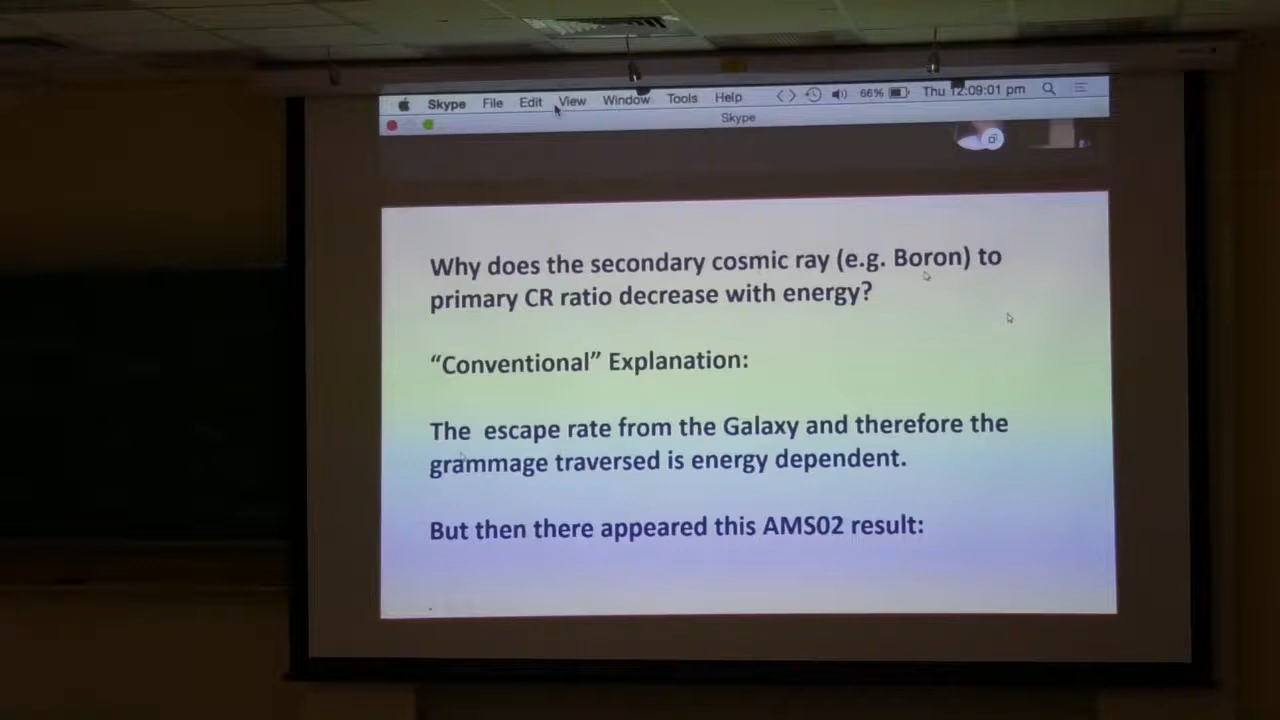 Skype File Edit View Window Tools Help 66% Thu 12:09:01 pm
Skype
Why does the secondary cosmic ray (e.g. Boron) to
primary CR ratio decrease with energy?
“Conventional” Explanation:
The escape rate from the Galaxy and therefore the
grammage traversed is energy dependent.
But then there appeared this AMS02 result: